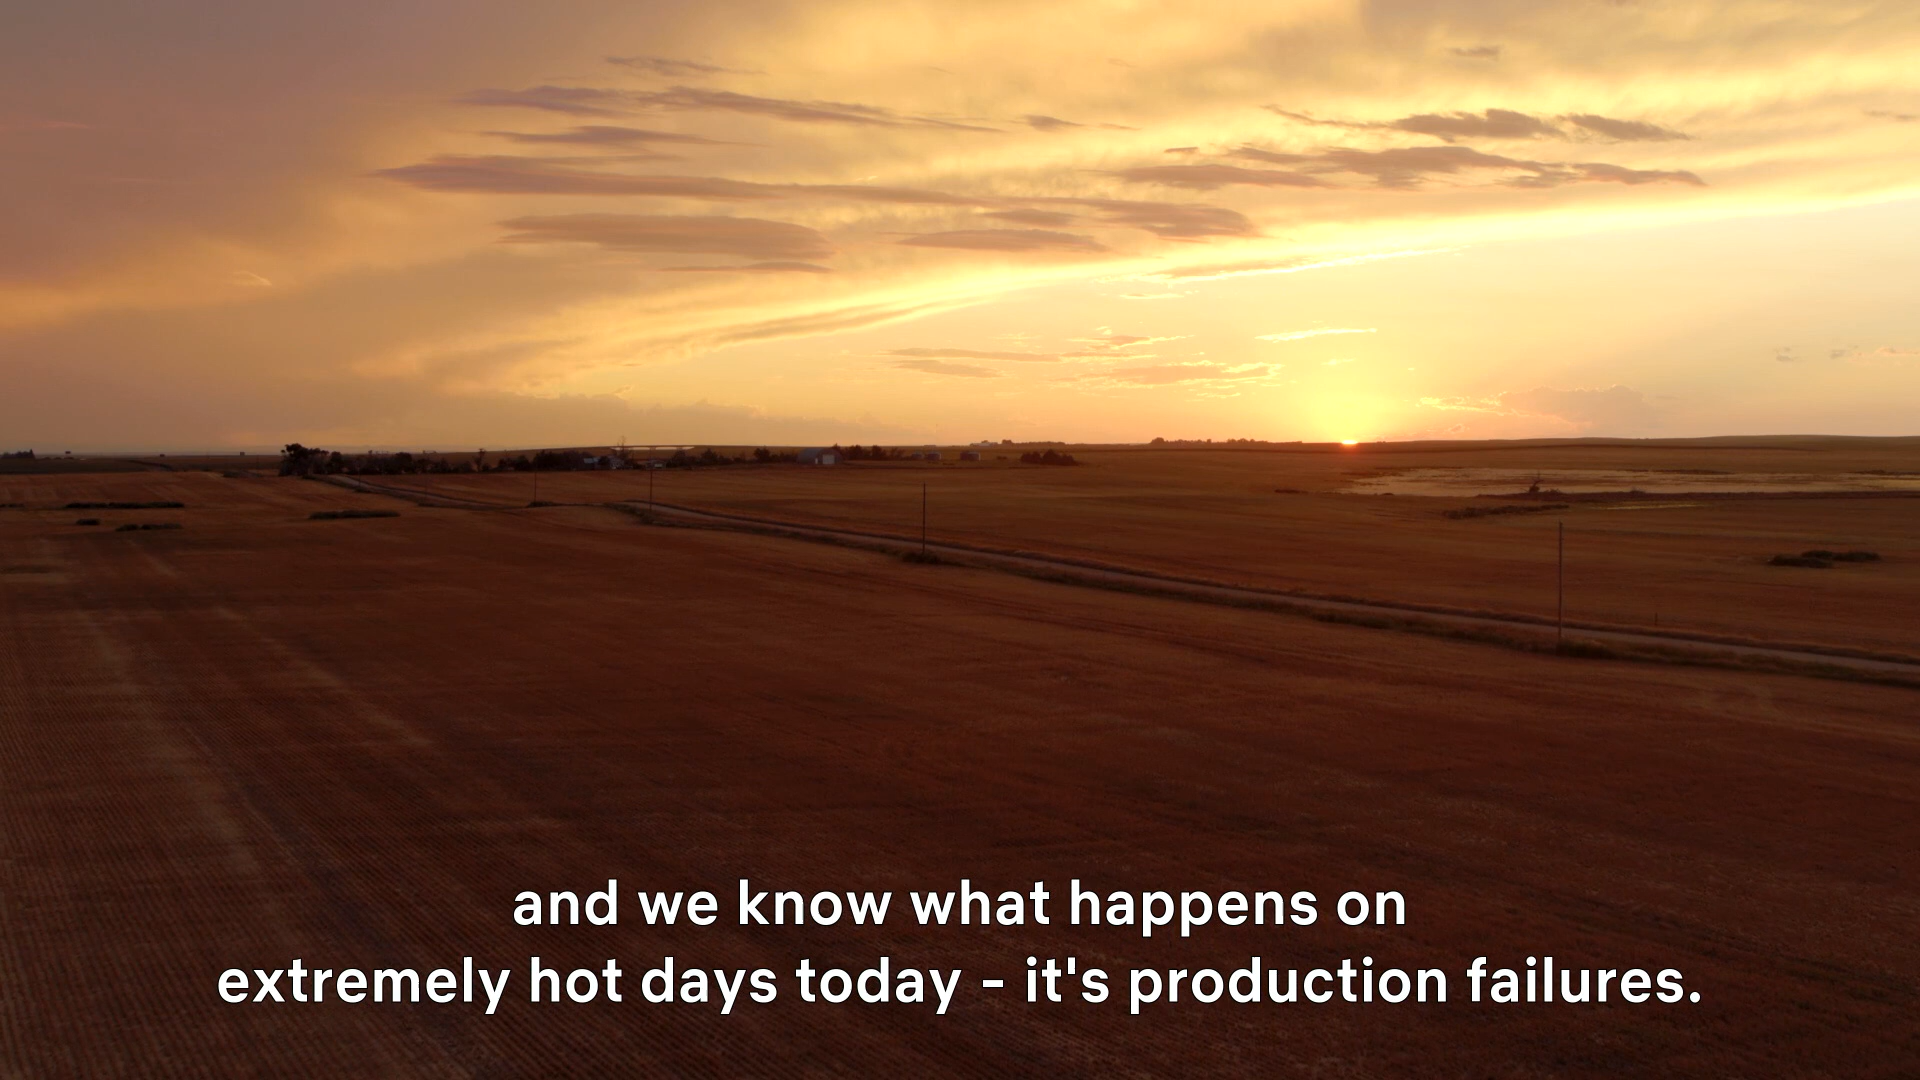 and we know what happens on
extremely hot days today - it's production failures.